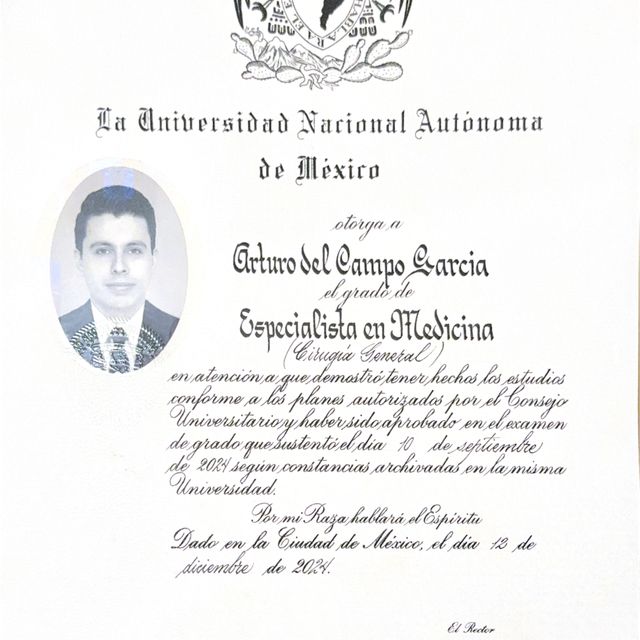 HABLARA EL E
La Universidad Nacional Autónoma
de México
otorga a
Arturo del Campo Garcia
el grado de
Especialista en Medicina
(Cirugía General)
en atención a que demostró tener hechos los estudios
conforme a los planes autorizados por el Consejo
Universitario y haber sido aprobado en el examen
de grado que sustentó el día 10 de septiembre
de 2024 según constancias archivadas en la misma
Universidad.
Por mi Raza hablará el Espíritu
Dado en la Ciudad de México, el día 12 de
diciembre de 2024.
El Rector